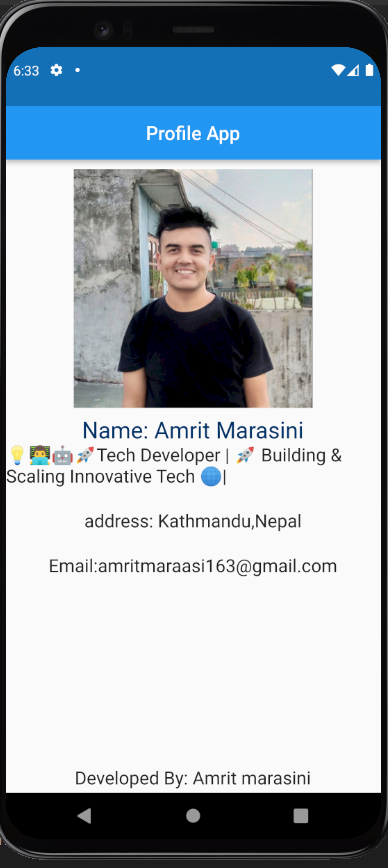 6:33
Profile App
Name: Amrit Marasini
💡👨‍💻🤖🚀Tech Developer | 🚀 Building &
Scaling Innovative Tech 🌐|
address: Kathmandu,Nepal
Email:amritmaraasi163@gmail.com
Developed By: Amrit marasini